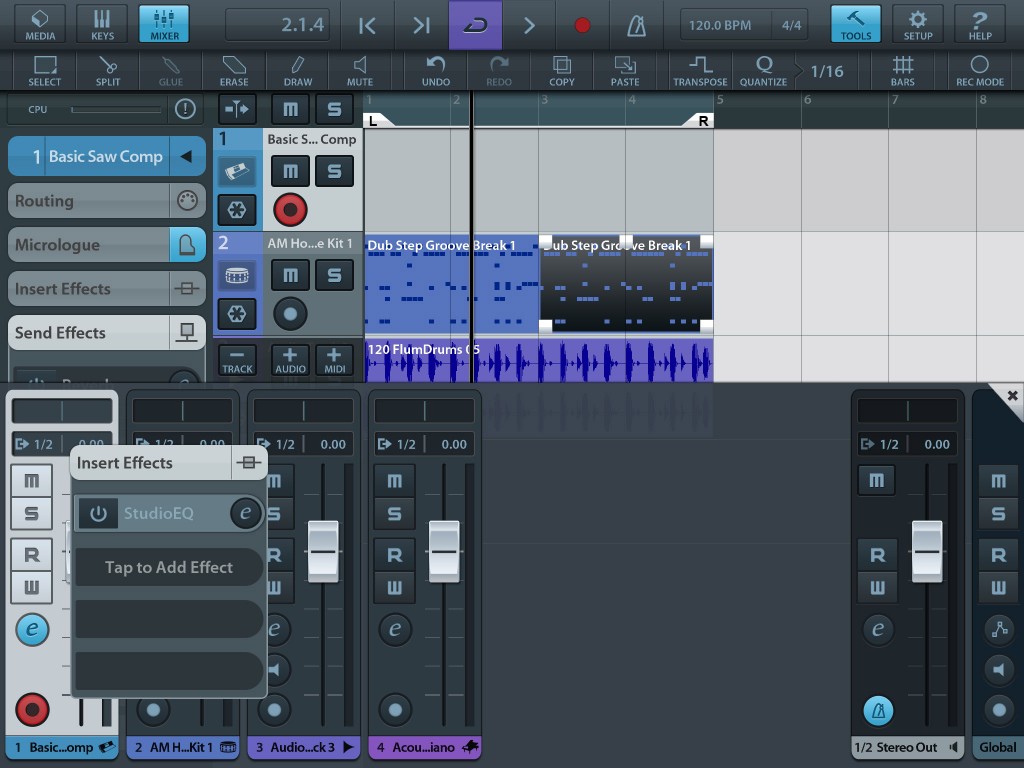 MEDIA KEYS MIXER 2.1.4 120.0 BPM 4/4 TOOLS SETUP ? HELP
SELECT SPLIT GLUE ERASE DRAW MUTE UNDO REDO COPY PASTE TRANSPOSE Q QUANTIZE 1/16 BARS REC MODE
CPU ! M S 1 2 3 4 5 6 7 8
L R
1 Basic Saw Comp
1 Basic S... Comp
M S
Routing
Micrologue
2 AM Ho...e Kit 1
Dub Step Groove Break 1 Dub Step Groove Break 1
M S
Insert Effects
Send Effects
TRACK AUDIO MIDI
120 FlumDrums 05
1/2 0.00 1/2 0.00 1/2 0.00 1/2 0.00 1/2 0.00
Insert Effects
StudioEQ e
Tap to Add Effect
M M M M M
S S S S
R R R R R
W W W W W
e e e e
1 Basic...omp 2 AM H...Kit 1 3 Audio...ck 3 4 Acou...iano 1/2 Stereo Out Global